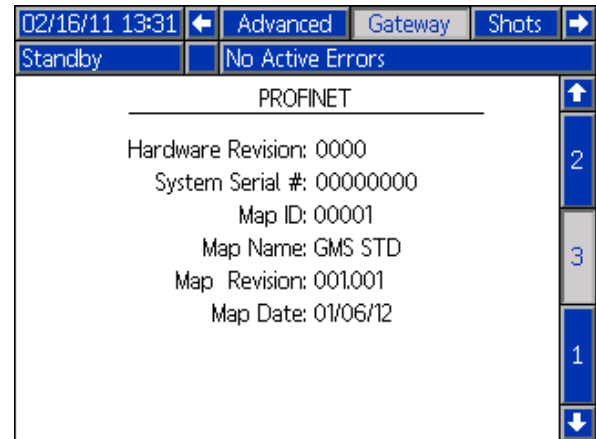 02/16/11 13:31 Advanced Gateway Shots
Standby No Active Errors
PROFINET
Hardware Revision: 0000
System Serial #: 00000000
Map ID: 00001
Map Name: GMS STD
Map Revision: 001.001
Map Date: 01/06/12
2
3
1